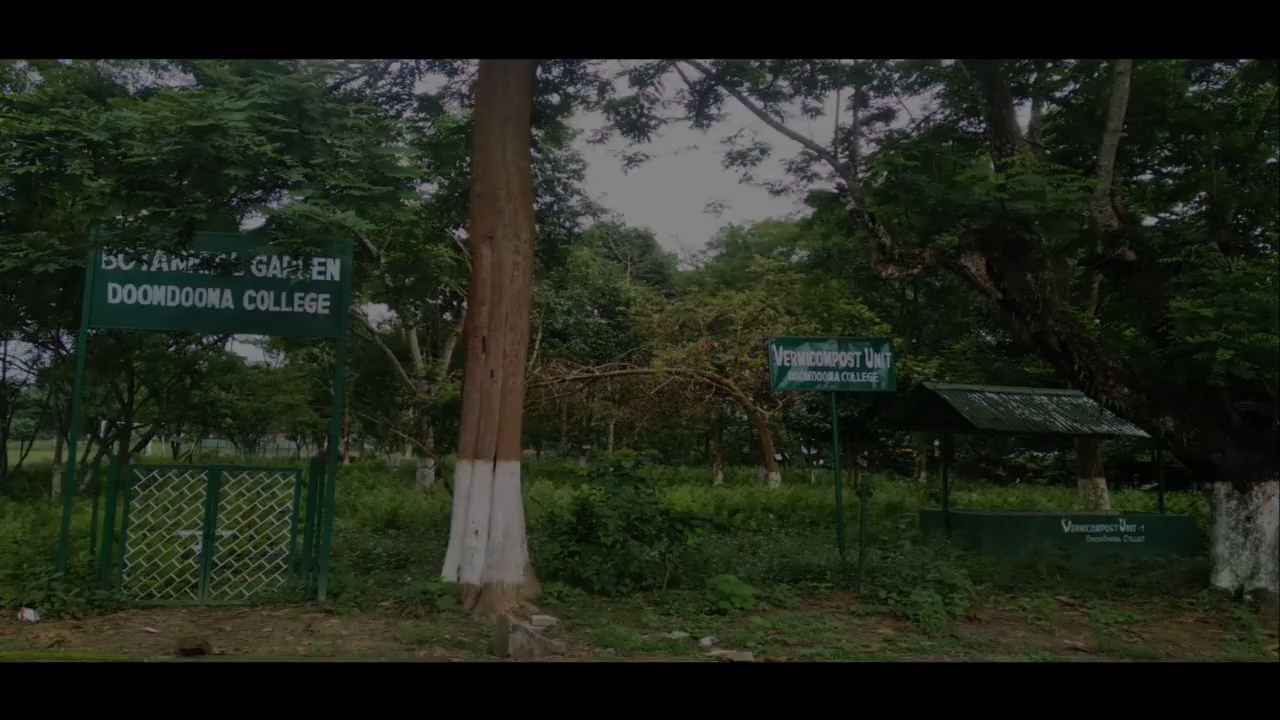 BOTANICAL GARDEN
DOOMDOOMA COLLEGE
VERMICOMPOST UNIT
DOOMDOOMA COLLEGE
VERMICOMPOST UNIT - 1
DOOMDOOMA COLLEGE